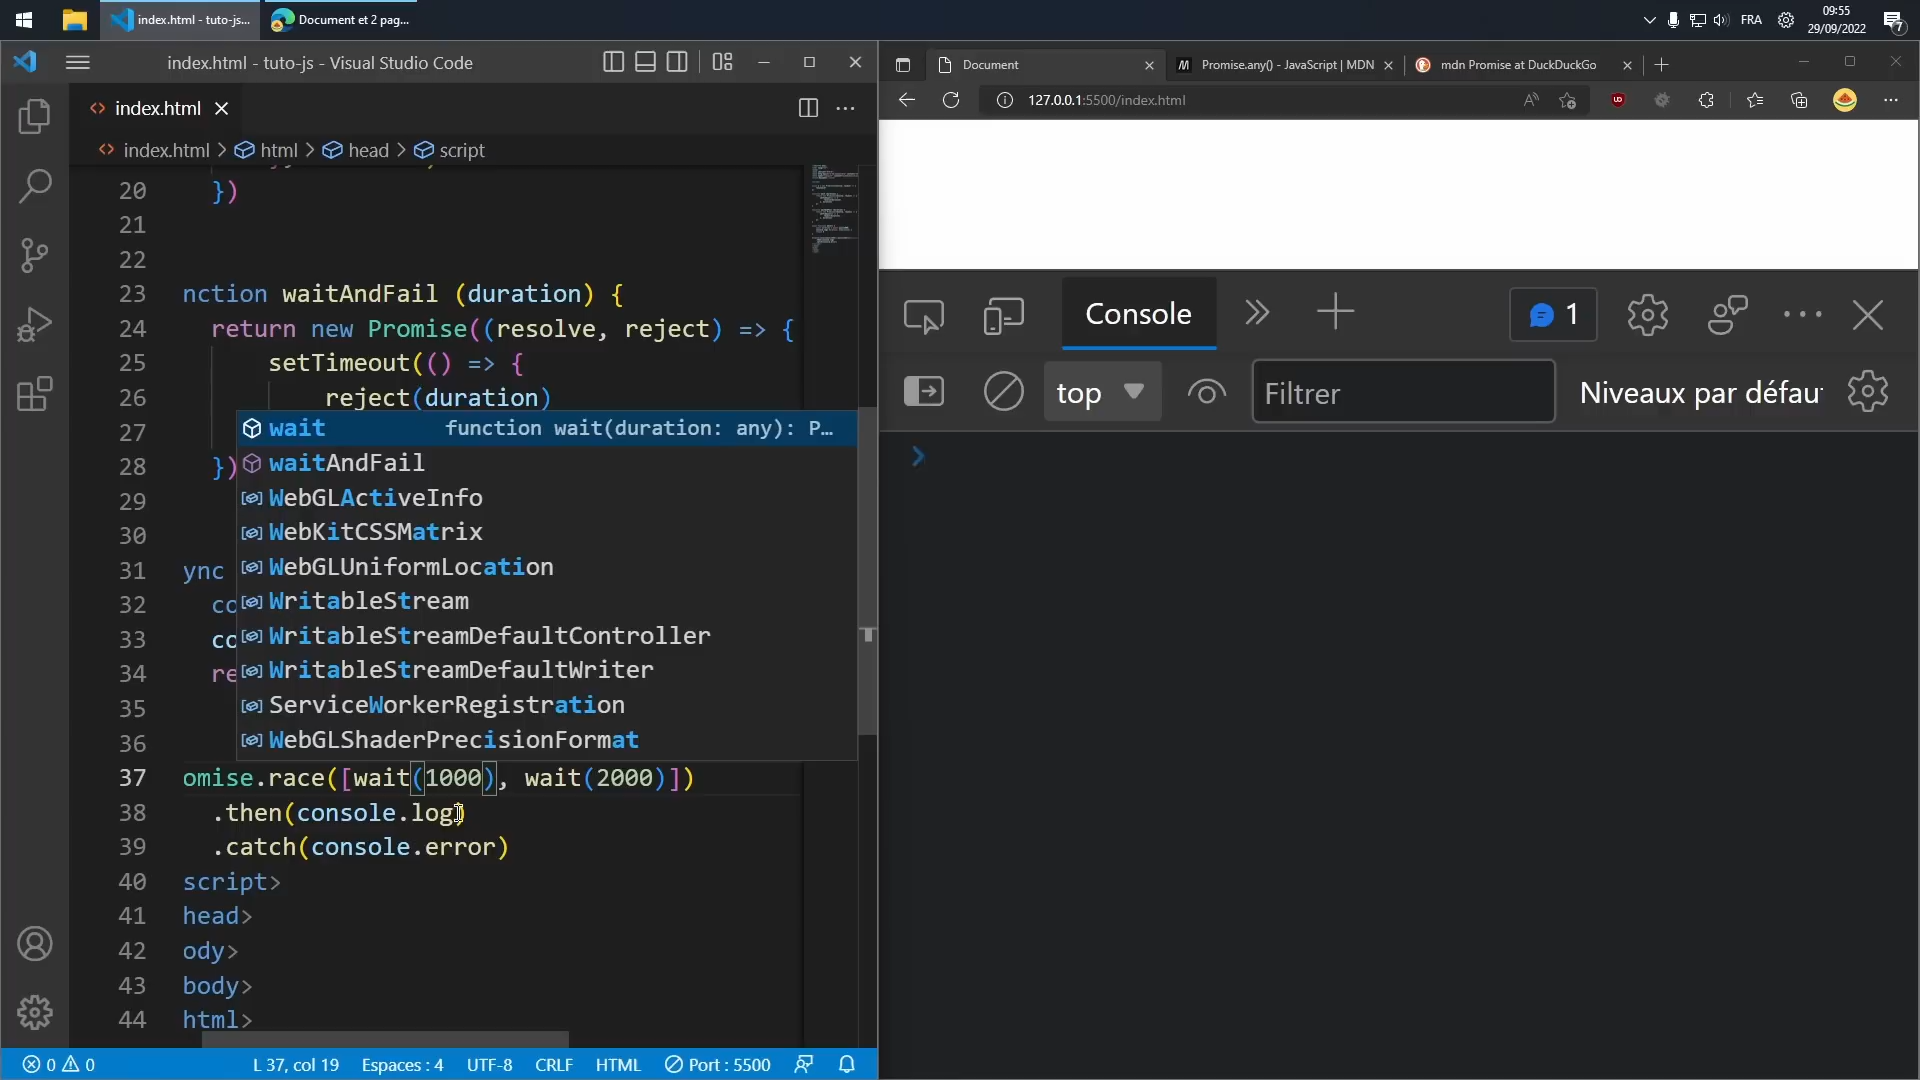 index.html - tuto-js...
Document et 2 pag...
FRA
09:55
29/09/2022
7
index.html - tuto-js - Visual Studio Code
Document
Promise.any() - JavaScript | MDN
mdn Promise at DuckDuckGo
index.html
127.0.0.1:5500/index.html
index.html > html > head > script
20 })
21
22
23 nction waitAndFail (duration) {
24 return new Promise((resolve, reject) => {
25 setTimeout(() => {
26 reject(duration)
27
28 })
29
30
31 ync
32 co
33 co
34 re
35
36
wait function wait(duration: any): P...
waitAndFail
WebGLActiveInfo
WebKitCSSMatrix
WebGLUniformLocation
WritableStream
WritableStreamDefaultController
WritableStreamDefaultWriter
ServiceWorkerRegistration
WebGLShaderPrecisionFormat
37 omise.race([wait(1000), wait(2000)])
38 .then(console.log)
39 .catch(console.error)
40 script>
41 head>
42 ody>
43 body>
44 html>
0 0
L 37, col 19
Espaces : 4
UTF-8
CRLF
HTML
Port : 5500
Console
1
top
Filtrer
Niveaux par défau